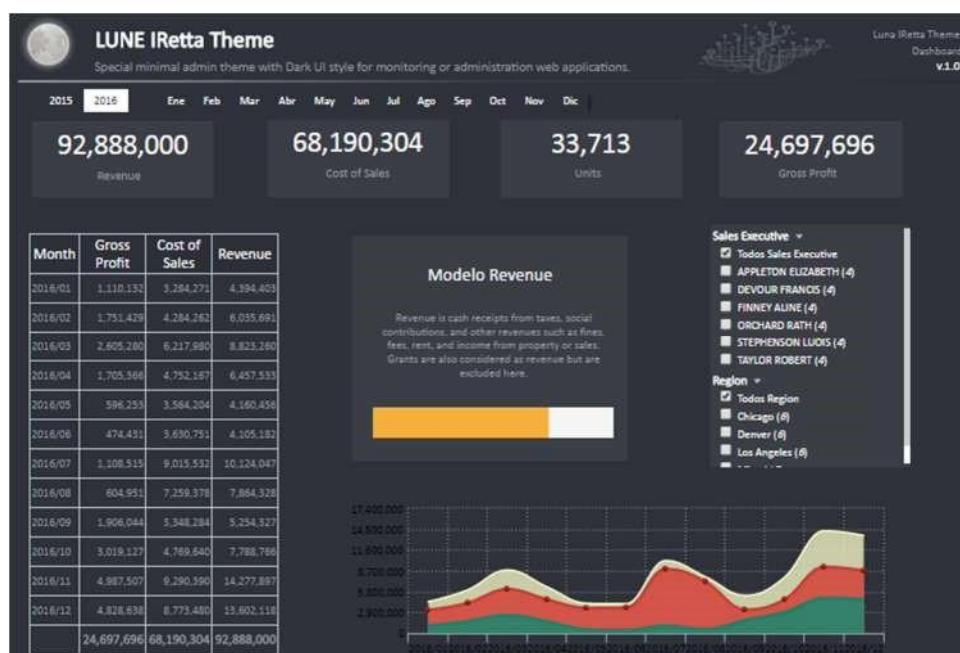 LUNE IRetta Theme
Special minimal admin theme with Dark UI style for monitoring or administration web applications.
Luna IRetta Theme
Dashboard
v.1.0
2015 2016 Ene Feb Mar Abr May Jun Jul Ago Sep Oct Nov Dic
92,888,000
Revenue
68,190,304
Cost of Sales
33,713
Units
24,697,696
Gross Profit
Month Gross Profit Cost of Sales Revenue
2016/01 1,110,132 3,284,271 4,394,403
2016/02 1,751,429 4,284,262 6,035,691
2016/03 2,605,280 6,217,980 8,823,260
2016/04 1,705,366 4,752,167 6,457,533
2016/05 596,253 3,564,204 4,160,456
2016/06 474,431 3,630,751 4,105,182
2016/07 1,108,515 9,015,532 10,124,047
2016/08 604,951 7,259,378 7,864,328
2016/09 1,906,044 3,348,284 5,254,327
2016/10 3,019,127 4,769,640 7,788,766
2016/11 4,987,507 9,290,390 14,277,897
2016/12 4,828,638 8,773,480 13,602,118
24,697,696 68,190,304 92,888,000
Modelo Revenue
Revenue is cash receipts from taxes, social
contributions, and other revenues such as fines,
fees, rent, and income from property or sales.
Grants are also considered as revenue but are
excluded here.
Sales Executive
Todos Sales Executive
APPLETON ELIZABETH (4)
DEVOUR FRANCIS (4)
FINNEY ALINE (4)
ORCHARD RATH (4)
STEPHENSON LUOIS (4)
TAYLOR ROBERT (4)
Region
Todos Region
Chicago (6)
Denver (6)
Los Angeles (6)
17,400,000
14,500,000
11,600,000
8,700,000
5,800,000
2,900,000
0